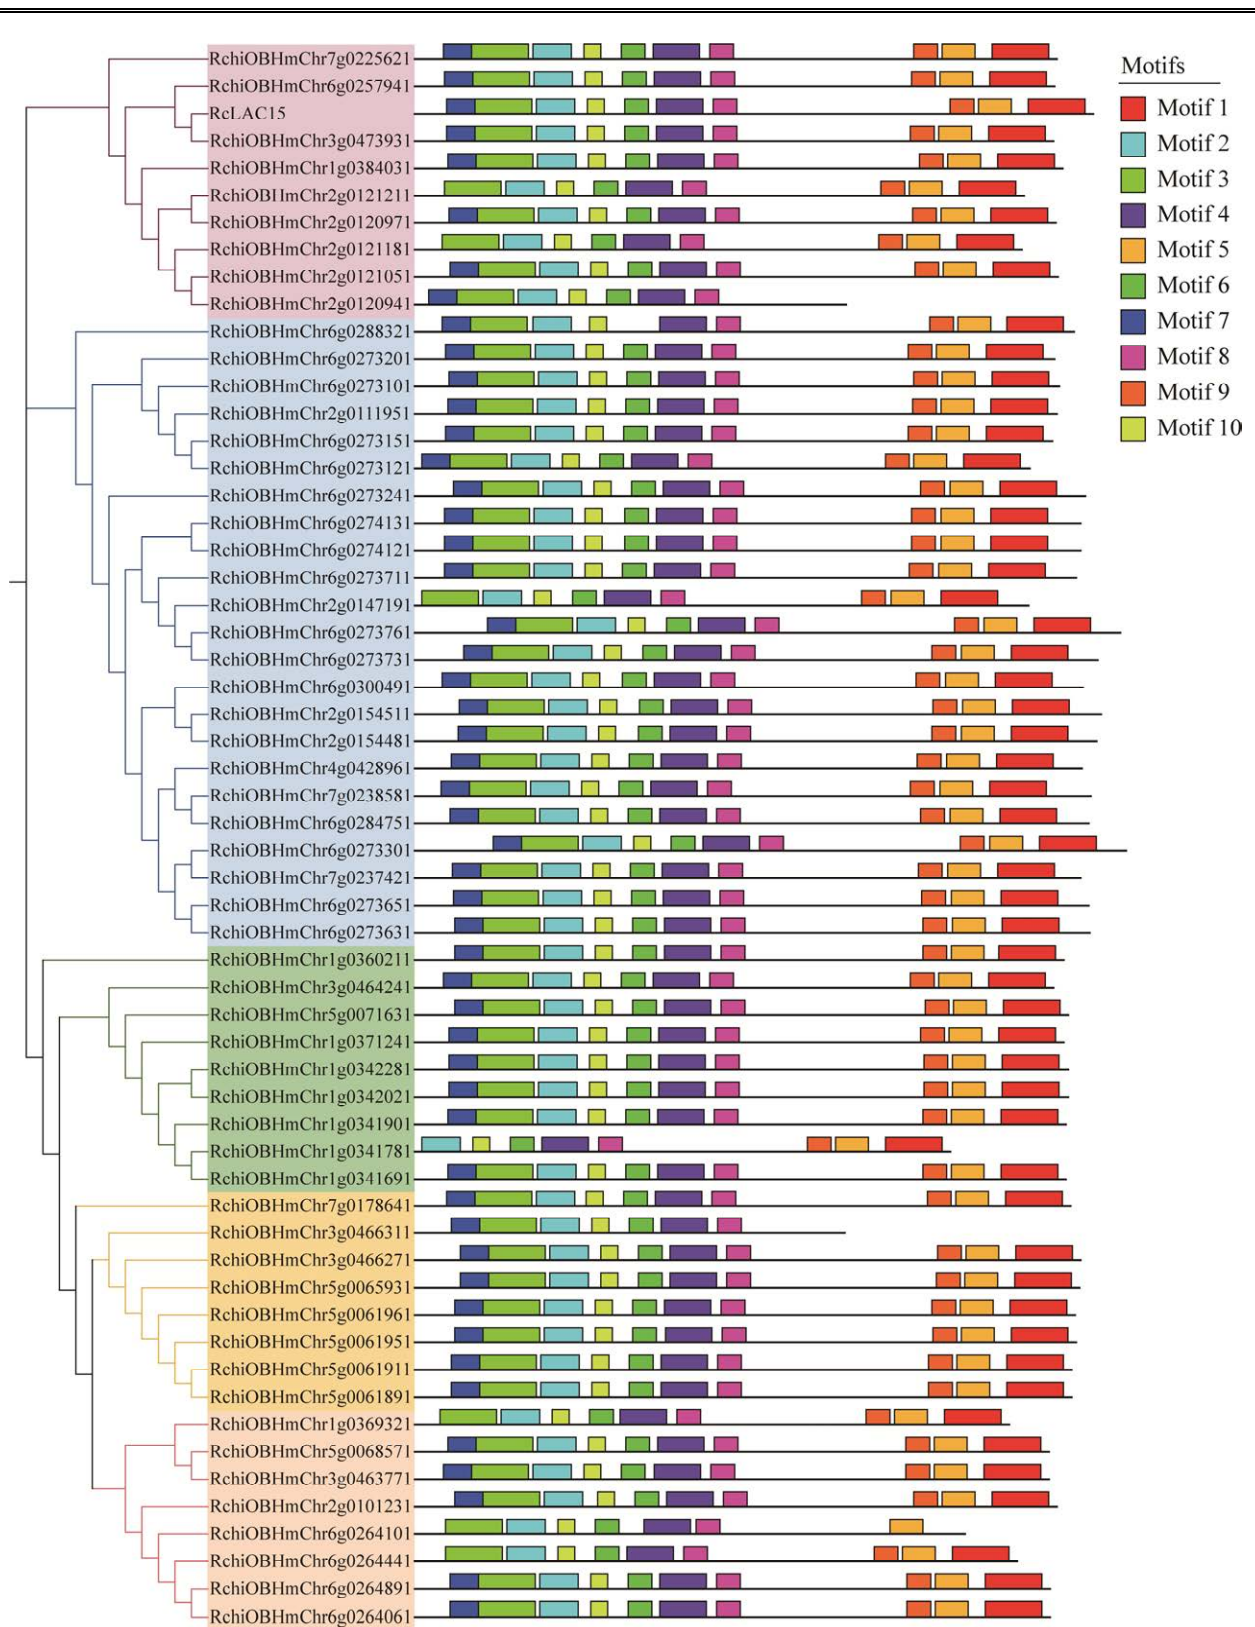 RchiOBHmChr7g0225621
RchiOBHmChr6g0257941
RcLAC15
RchiOBHmChr3g0473931
RchiOBHmChr1g0384031
RchiOBHmChr2g0121211
RchiOBHmChr2g0120971
RchiOBHmChr2g0121181
RchiOBHmChr2g0121051
RchiOBHmChr2g0120941
RchiOBHmChr6g0288321
RchiOBHmChr6g0273201
RchiOBHmChr6g0273101
RchiOBHmChr2g0111951
RchiOBHmChr6g0273151
RchiOBHmChr6g0273121
RchiOBHmChr6g0273241
RchiOBHmChr6g0274131
RchiOBHmChr6g0274121
RchiOBHmChr6g0273711
RchiOBHmChr2g0147191
RchiOBHmChr6g0273761
RchiOBHmChr6g0273731
RchiOBHmChr6g0300491
RchiOBHmChr2g0154511
RchiOBHmChr2g0154481
RchiOBHmChr4g0428961
RchiOBHmChr7g0238581
RchiOBHmChr6g0284751
RchiOBHmChr6g0273301
RchiOBHmChr7g0237421
RchiOBHmChr6g0273651
RchiOBHmChr6g0273631
RchiOBHmChr1g0360211
RchiOBHmChr3g0464241
RchiOBHmChr5g0071631
RchiOBHmChr1g0371241
RchiOBHmChr1g0342281
RchiOBHmChr1g0342021
RchiOBHmChr1g0341901
RchiOBHmChr1g0341781
RchiOBHmChr1g0341691
RchiOBHmChr7g0178641
RchiOBHmChr3g0466311
RchiOBHmChr3g0466271
RchiOBHmChr5g0065931
RchiOBHmChr5g0061961
RchiOBHmChr5g0061951
RchiOBHmChr5g0061911
RchiOBHmChr5g0061891
RchiOBHmChr1g0369321
RchiOBHmChr5g0068571
RchiOBHmChr3g0463771
RchiOBHmChr2g0101231
RchiOBHmChr6g0264101
RchiOBHmChr6g0264441
RchiOBHmChr6g0264891
RchiOBHmChr6g0264061
Motifs
Motif 1
Motif 2
Motif 3
Motif 4
Motif 5
Motif 6
Motif 7
Motif 8
Motif 9
Motif 10